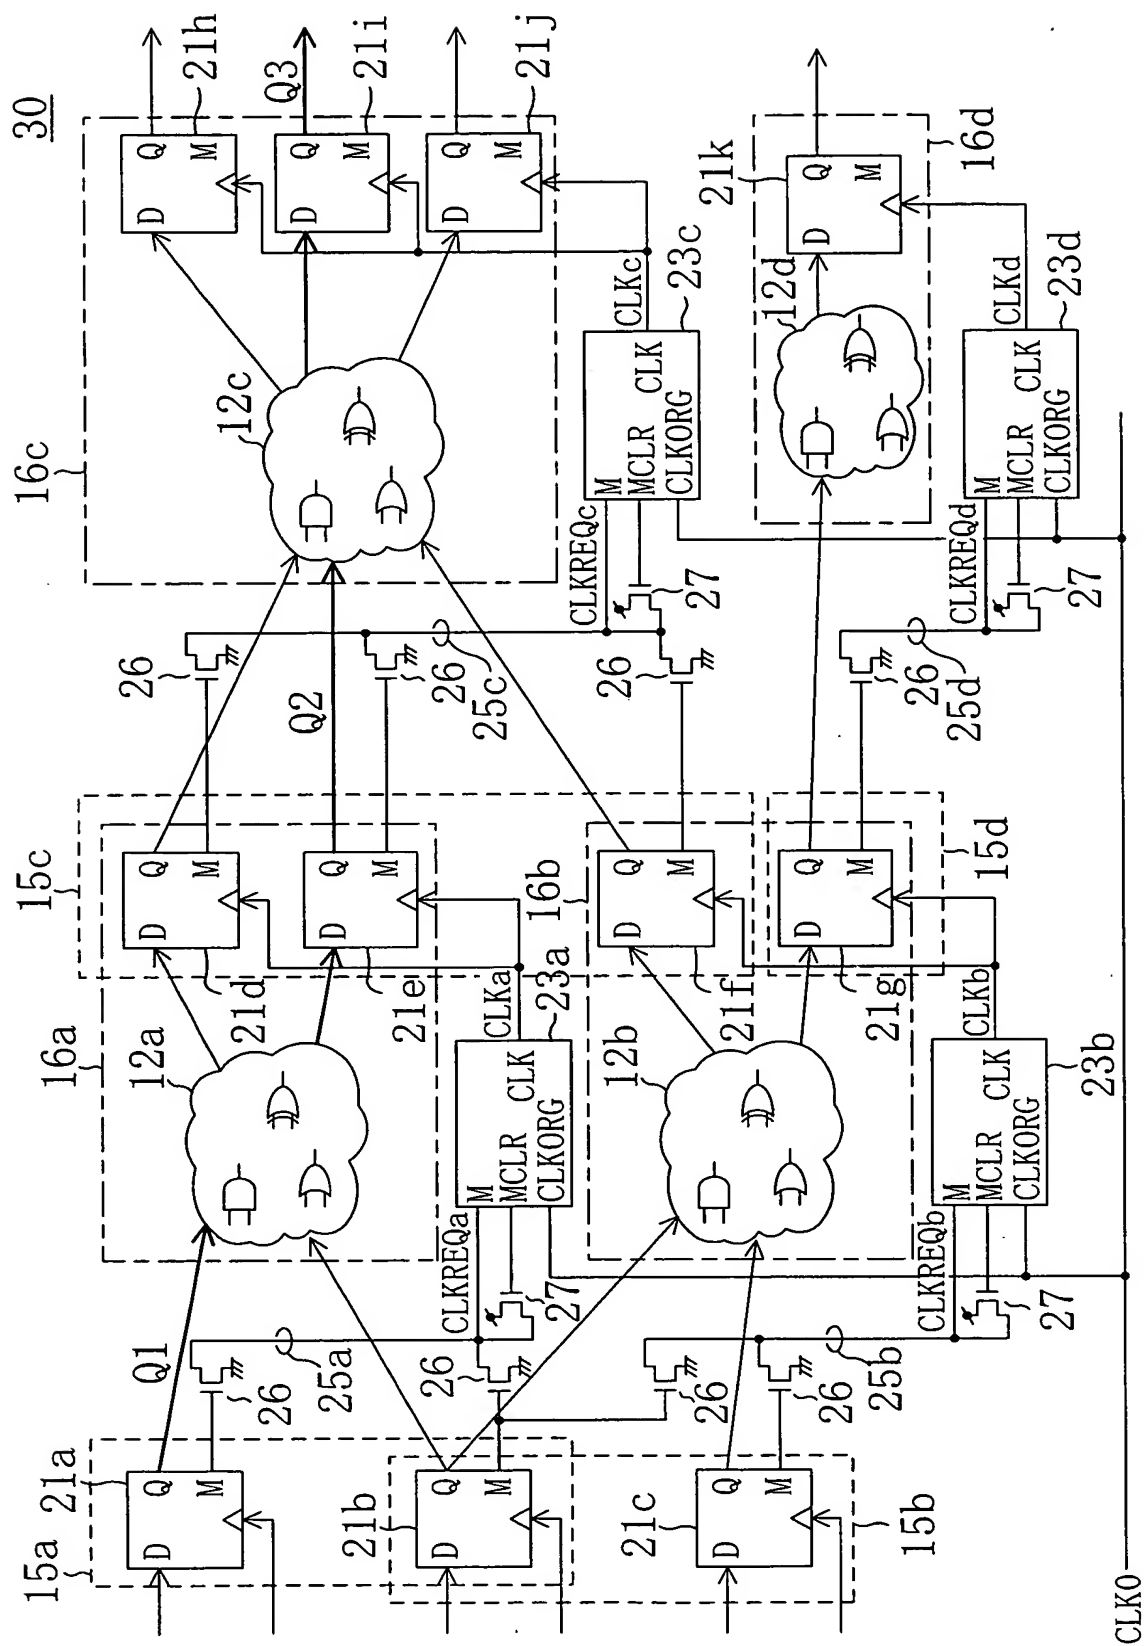 30
15a
21a
D
Q
M
Q1
26
25a
16a
12a
21d
D
Q
M
15c
26
Q2
16c
12c
D
Q
M
21h
Q3
D
Q
M
21i
D
Q
M
21j
21e
D
Q
M
26
25c
21b
D
Q
M
26
CLKREQa
27
M
MCLR
CLK
CLKORG
CLKa
23a
CLKREQc
27
M
MCLR
CLK
CLKORG
CLKc
23c
16b
12b
21f
D
Q
M
26
21c
D
Q
M
15b
26
26
25b
21g
D
Q
M
15d
26
25d
12d
21k
D
Q
M
16d
CLKREQb
27
M
MCLR
CLK
CLKORG
CLKb
23b
CLKREQd
27
M
MCLR
CLK
CLKORG
CLKd
23d
CLKO